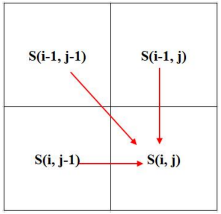 S(i-1, j-1) S(i-1, j)
S(i, j-1) S(i, j)